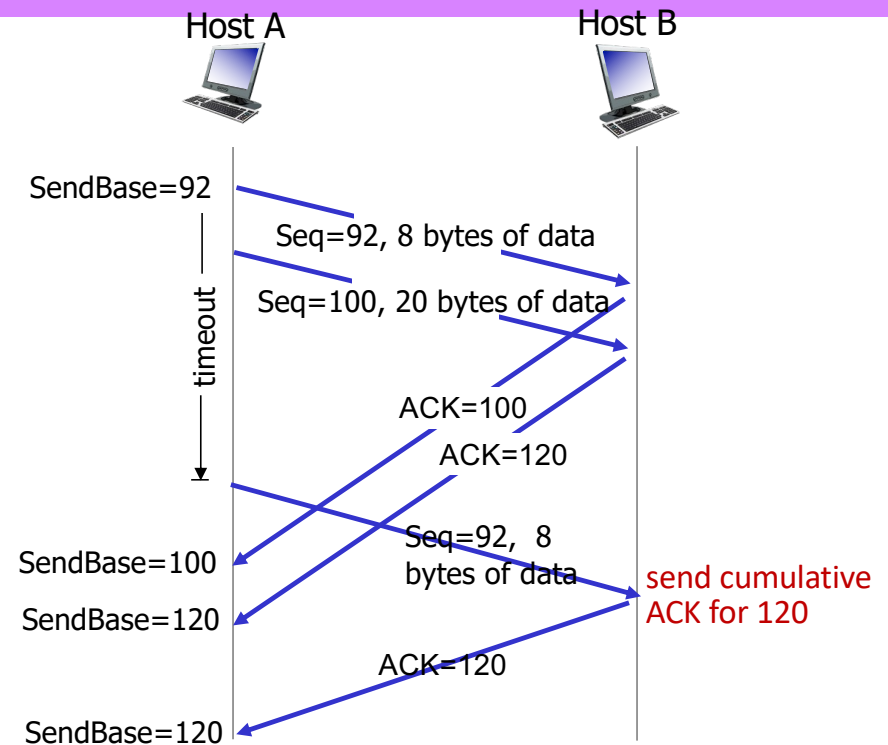 Host A
Host B
SendBase=92
Seq=92, 8 bytes of data
Seq=100, 20 bytes of data
timeout
ACK=100
ACK=120
Seq=92,  8
bytes of data
SendBase=100
send cumulative
ACK for 120
SendBase=120
ACK=120
SendBase=120